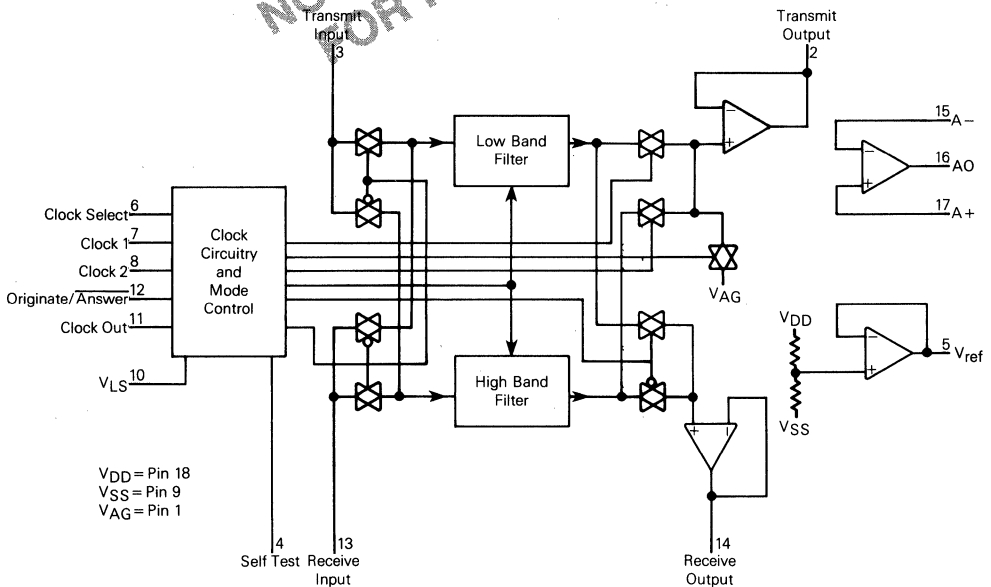 NO
FOR
Transmit
Input
3
Transmit
Output
2
15 A−
16 AO
17 A+
Low Band
Filter
Clock Select 6
Clock 1 7
Clock 2 8
Originate/Answer 12
Clock Out 11
VLS 10
Clock
Circuitry
and
Mode
Control
VAG
VDD
VSS
5 Vref
High Band
Filter
VDD = Pin 18
VSS = Pin 9
VAG = Pin 1
4
Self Test
13
Receive
Input
14
Receive
Output